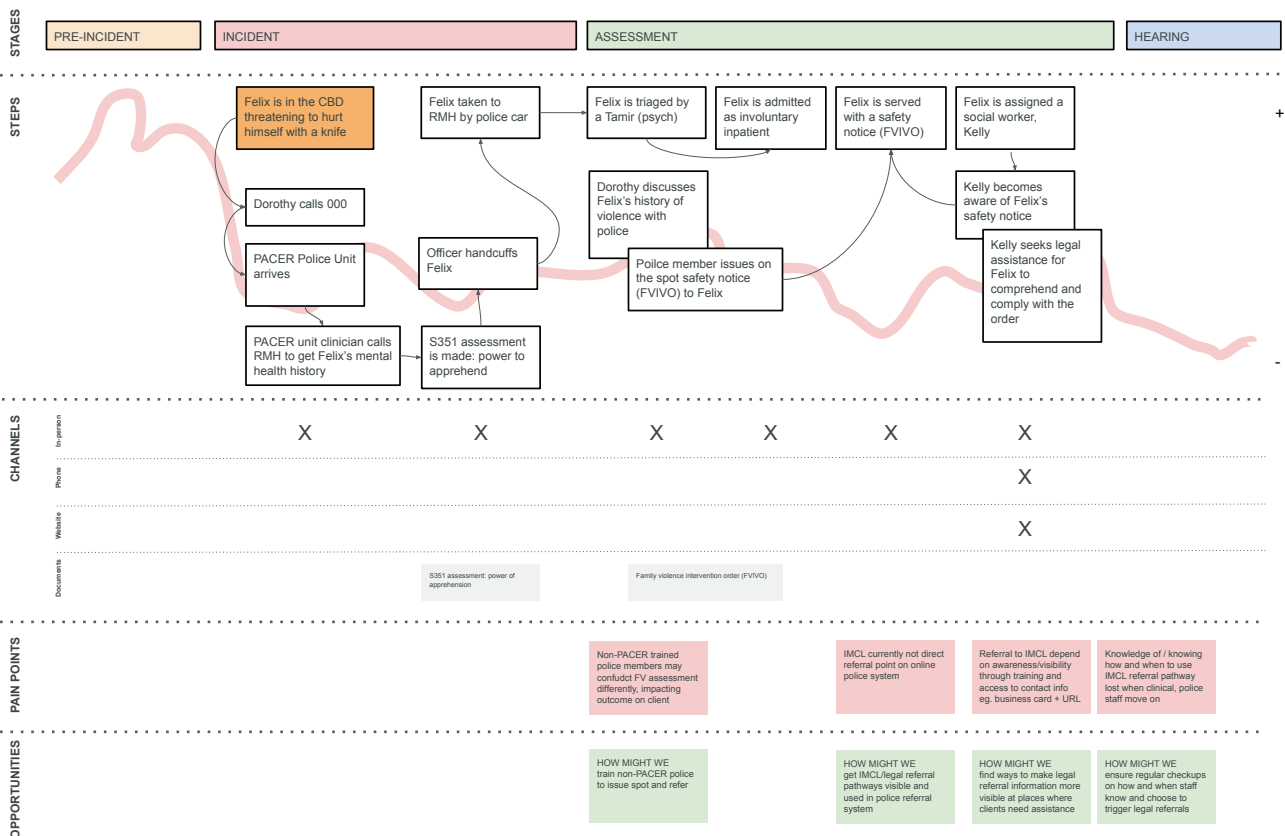 STAGES
PRE-INCIDENT
INCIDENT
ASSESSMENT
HEARING
STEPS
+
-
Felix is in the CBD
threatening to hurt
himself with a knife
Dorothy calls 000
PACER Police Unit
arrives
PACER unit clinician calls
RMH to get Felix's mental
health history
S351 assessment
is made: power to
apprehend
Officer handcuffs
Felix
Felix taken to
RMH by police car
Felix is triaged by
a Tamir (psych)
Felix is admitted
as involuntary
inpatient
Dorothy discusses
Felix's history of
violence with
police
Poilce member issues on
the spot safety notice
(FVIVO) to Felix
Felix is served
with a safety
notice (FVIVO)
Felix is assigned a
social worker,
Kelly
Kelly becomes
aware of Felix's
safety notice
Kelly seeks legal
assistance for
Felix to
comprehend and
comply with the
order
CHANNELS
In-person
X X X X X X
Phone
X
Website
X
Documents
S351 assessment: power of
apprehension
Family violence intervention order (FVIVO)
PAIN POINTS
Non-PACER trained
police members may
confudct FV assessment
differently, impacting
outcome on client
IMCL currently not direct
referral point on online
police system
Referral to IMCL depend
on awareness/visibility
through training and
access to contact info
eg. business card + URL
Knowledge of / knowing
how and when to use
IMCL referral pathway
lost when clinical, police
staff move on
OPPORTUNITIES
HOW MIGHT WE
train non-PACER police
to issue spot and refer
HOW MIGHT WE
get IMCL/legal referral
pathways visible and
used in police referral
system
HOW MIGHT WE
find ways to make legal
referral information more
visible at places where
clients need assistance
HOW MIGHT WE
ensure regular checkups
on how and when staff
know and choose to
trigger legal referrals